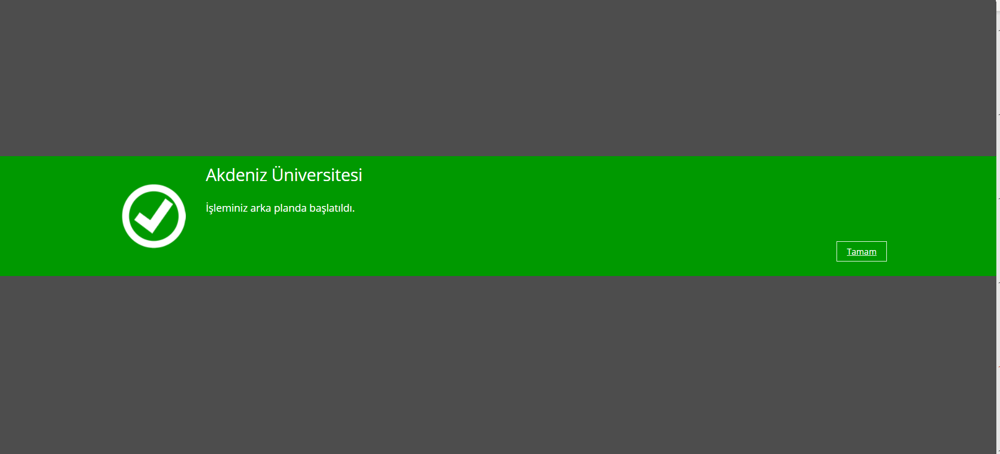 Akdeniz Üniversitesi
İşleminiz arka planda başlatıldı.
Tamam